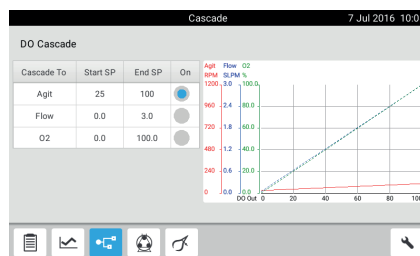 Cascade
7 Jul 2016 10:0
DO Cascade
Cascade To Start SP End SP On
Agit 25 100
Flow 0.0 3.0
O2 0.0 100.0
Agit Flow O2
RPM SLPM %
1200 3.0 100.0
960 2.4 80.0
720 1.8 60.0
480 1.2 40.0
240 0.6 20.0
0 0.0 0.0
DO Out 0 20 40 60 80 100